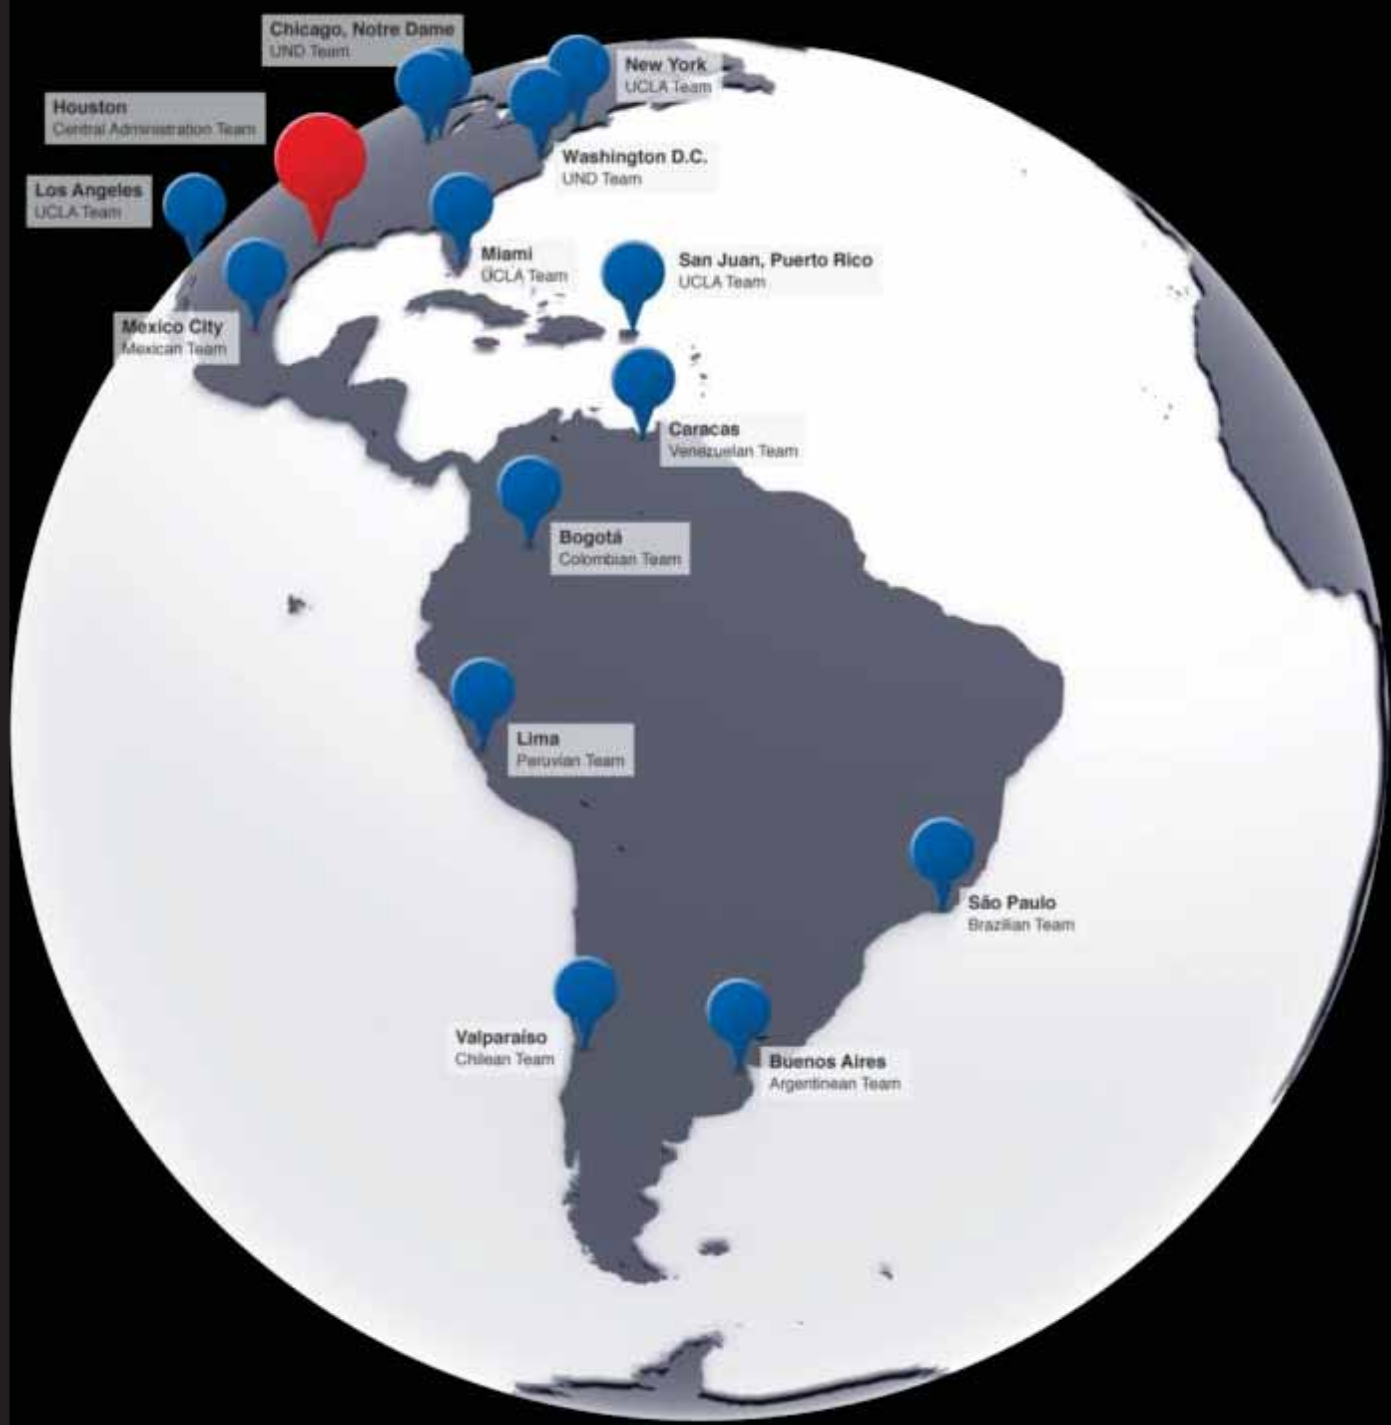 Chicago, Notre Dame
UND Team
New York
UCLA Team
Houston
Central Administration Team
Washington D.C.
UND Team
Los Angeles
UCLA Team
Miami
UCLA Team
San Juan, Puerto Rico
UCLA Team
Mexico City
Mexican Team
Caracas
Venezuelan Team
Bogotá
Colombian Team
Lima
Peruvian Team
São Paulo
Brazilian Team
Valparaíso
Chilean Team
Buenos Aires
Argentinean Team